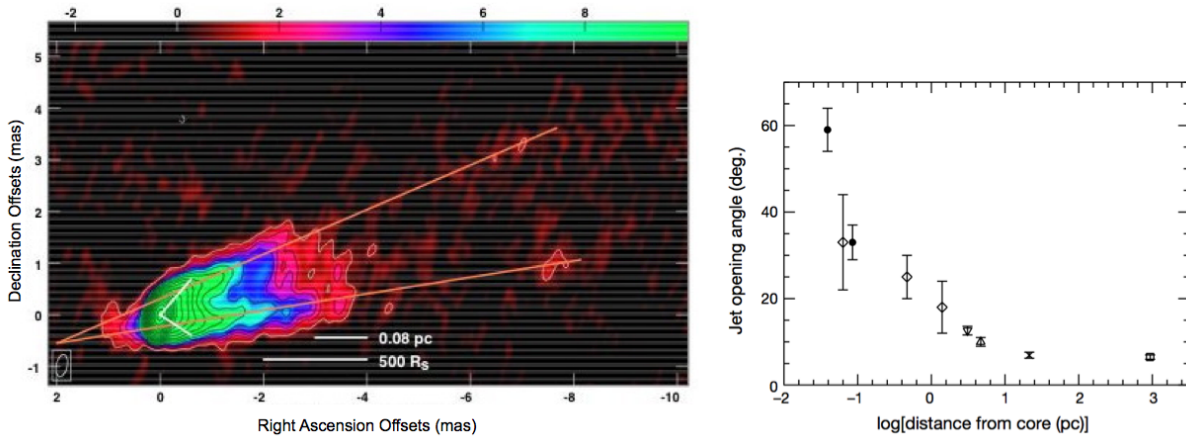 -2 0 2 4 6 8
Declination Offsets (mas)
5
4
3
2
1
0
-1
0.08 pc
500 Rs
2 0 -2 -4 -6 -8 -10
Right Ascension Offsets (mas)
Jet opening angle (deg.)
60
40
20
0
-2 -1 0 1 2 3
log[distance from core (pc)]